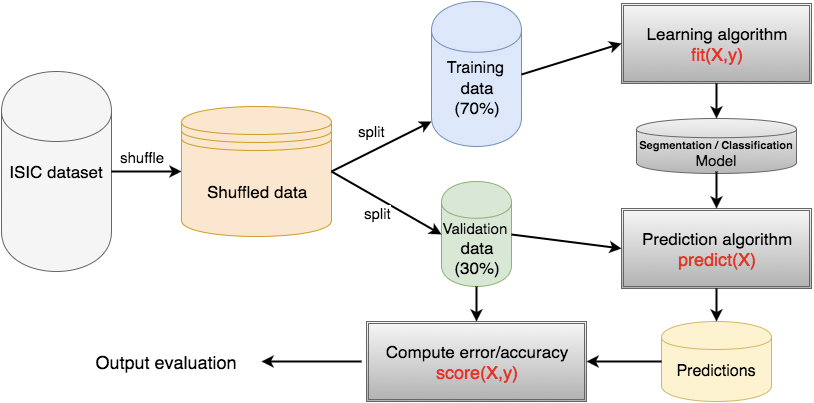 ISIC dataset
shuffle
Shuffled data
split
split
Training
data
(70%)
Learning algorithm
fit(X,y)
Segmentation / Classification
Model
Validation
data
(30%)
Prediction algorithm
predict(X)
Predictions
Compute error/accuracy
score(X,y)
Output evaluation